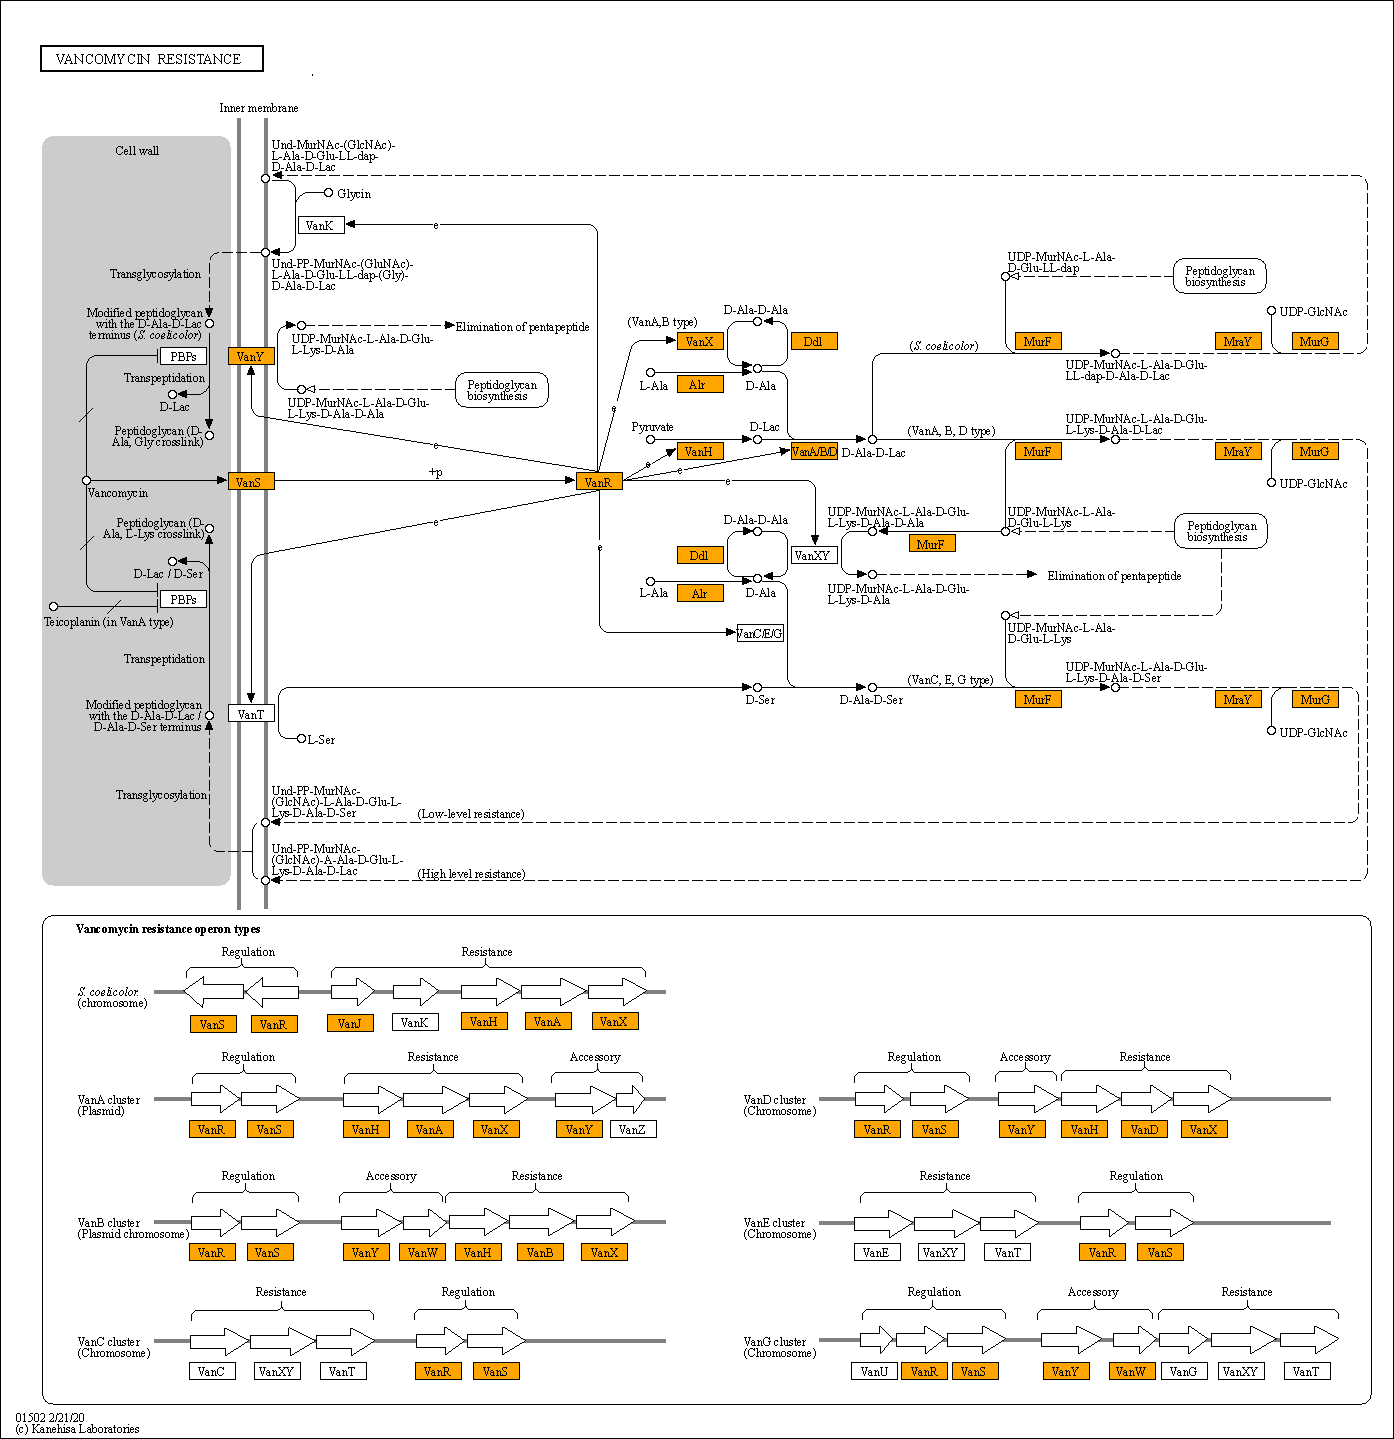 VANCOMYCIN RESISTANCE
Inner membrane
Cell wall
Und-MurNAc-(GlcNAc)-
L-Ala-D-Glu-LL-dap-
D-Ala-D-Lac
Glycin
VanK
e
Und-PP-MurNAc-(GluNAc)-
L-Ala-D-Glu-LL-dap-(Gly)-
D-Ala-D-Lac
Transglycosylation
Modified peptidoglycan
with the D-Ala-D-Lac
terminus (S. coelicolor)
PBPs
VanY
Transpeptidation
D-Lac
Peptidoglycan (D-
Ala, Gly crosslink)
UDP-MurNAc-L-Ala-D-Glu-
L-Lys-D-Ala
Elimination of pentapeptide
UDP-MurNAc-L-Ala-D-Glu-
L-Lys-D-Ala-D-Ala
Peptidoglycan
biosynthesis
e
VanS
+p
VanR
Vancomycin
Peptidoglycan (D-
Ala, L-Lys crosslink)
D-Lac / D-Ser
PBPs
Teicoplanin (in VanA type)
Transpeptidation
Modified peptidoglycan
with the D-Ala-D-Lac /
D-Ala-D-Ser terminus
VanT
L-Ser
e
Transglycosylation
Und-PP-MurNAc-
(GlcNAc)-L-Ala-D-Glu-L-
Lys-D-Ala-D-Ser
(Low-level resistance)
Und-PP-MurNAc-
(GlcNAc)-A-Ala-D-Glu-L-
Lys-D-Ala-D-Lac
(High level resistance)
(VanA,B type)
VanX
D-Ala-D-Ala
Ddl
L-Ala
Alr
D-Ala
e
Pyruvate
VanH
D-Lac
VanA/B/D
D-Ala-D-Lac
e
e
e
e
(S. coelicolor)
UDP-MurNAc-L-Ala-
D-Glu-LL-dap
Peptidoglycan
biosynthesis
UDP-GlcNAc
MurF
MraY
MurG
UDP-MurNAc-L-Ala-D-Glu-
LL-dap-D-Ala-D-Lac
(VanA, B, D type)
UDP-MurNAc-L-Ala-D-Glu-
L-Lys-D-Ala-D-Lac
MurF
MraY
MurG
UDP-GlcNAc
D-Ala-D-Ala
Ddl
VanXY
L-Ala
Alr
D-Ala
VanC/E/G
UDP-MurNAc-L-Ala-D-Glu-
L-Lys-D-Ala-D-Ala
MurF
UDP-MurNAc-L-Ala-
D-Glu-L-Lys
Peptidoglycan
biosynthesis
Elimination of pentapeptide
UDP-MurNAc-L-Ala-D-Glu-
L-Lys-D-Ala
UDP-MurNAc-L-Ala-
D-Glu-L-Lys
D-Ser
D-Ala-D-Ser
(VanC, E, G type)
UDP-MurNAc-L-Ala-D-Glu-
L-Lys-D-Ala-D-Ser
MurF
MraY
MurG
UDP-GlcNAc
Vancomycin resistance operon types
Regulation
Resistance
S. coelicolor.
(chromosome)
VanS VanR VanJ VanK VanH VanA VanX
Regulation
Resistance
Accessory
VanA cluster
(Plasmid)
VanR VanS VanH VanA VanX VanY VanZ
Regulation
Accessory
Resistance
VanD cluster
(Chromosome)
VanR VanS VanY VanH VanD VanX
Regulation
Accessory
Resistance
VanB cluster
(Plasmid chromosome)
VanR VanS VanY VanW VanH VanB VanX
Resistance
Regulation
VanE cluster
(Chromosome)
VanE VanXY VanT VanR VanS
Resistance
Regulation
VanC cluster
(Chromosome)
VanC VanXY VanT VanR VanS
Regulation
Accessory
Resistance
VanG cluster
(Chromosome)
VanU VanR VanS VanY VanW VanG VanXY VanT
01502 2/21/20
(c) Kanehisa Laboratories